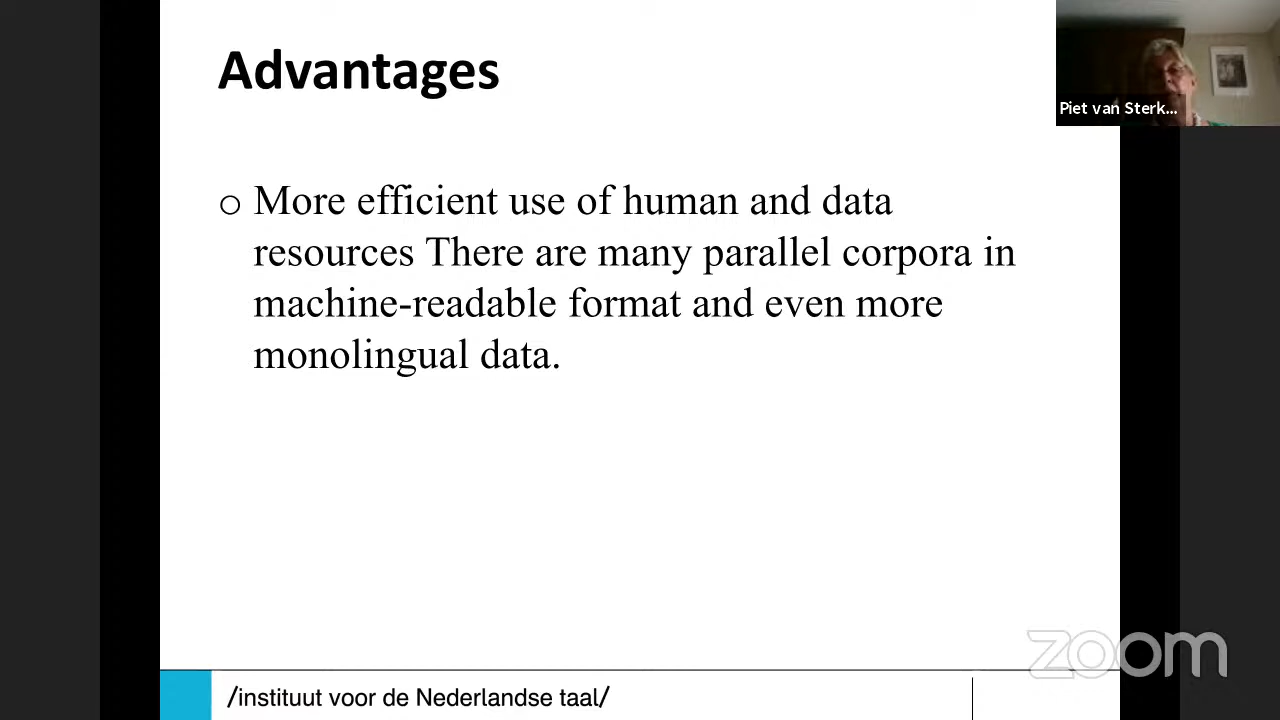 Advantages
Piet van Sterk...
o More efficient use of human and data
resources There are many parallel corpora in
machine-readable format and even more
monolingual data.
zoom
/instituut voor de Nederlandse taal/